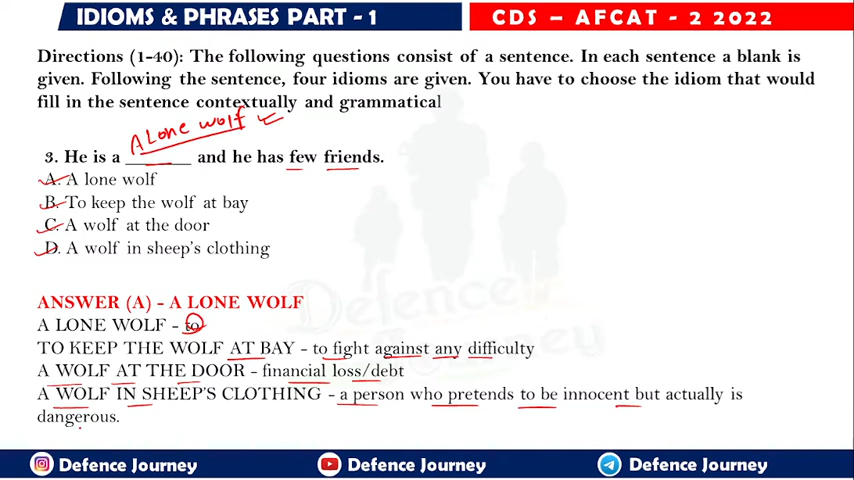 IDIOMS & PHRASES PART - 1
CDS - AFCAT - 2 2022
Directions (1-40): The following questions consist of a sentence. In each sentence a blank is
given. Following the sentence, four idioms are given. You have to choose the idiom that would
fill in the sentence contextually and grammatical
A Lone wolf
3. He is a ________ and he has few friends.
A. A lone wolf
B. To keep the wolf at bay
C. A wolf at the door
D. A wolf in sheep's clothing
Defence
Journey
ANSWER (A) - A LONE WOLF
A LONE WOLF - to
TO KEEP THE WOLF AT BAY - to fight against any difficulty
A WOLF AT THE DOOR - financial loss/debt
A WOLF IN SHEEP'S CLOTHING - a person who pretends to be innocent but actually is
dangerous.
Defence Journey
Defence Journey
Defence Journey